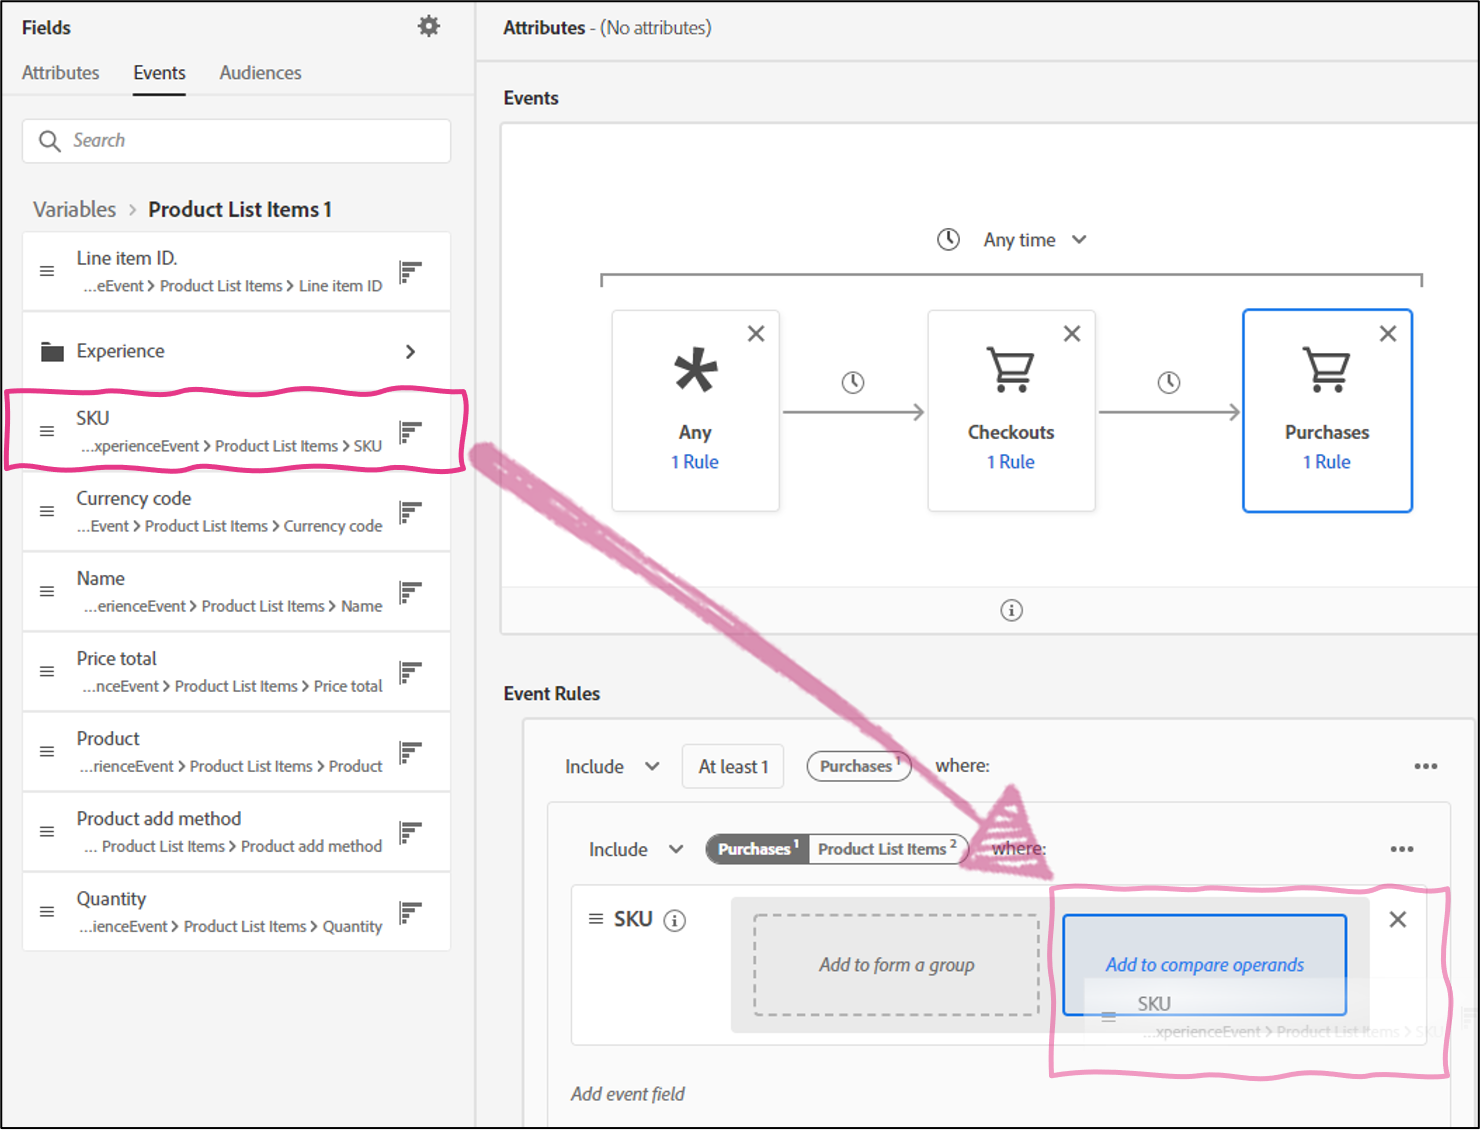 Fields
Attributes Events Audiences
Search
Variables > Product List Items 1
Line item ID.
...eEvent > Product List Items > Line item ID
Experience
SKU
...xperienceEvent > Product List Items > SKU
Currency code
...Event > Product List Items > Currency code
Name
...erienceEvent > Product List Items > Name
Price total
...nceEvent > Product List Items > Price total
Product
...rienceEvent > Product List Items > Product
Product add method
... Product List Items > Product add method
Quantity
...ienceEvent > Product List Items > Quantity
Attributes - (No attributes)
Events
Any time
Any
1 Rule
Checkouts
1 Rule
Purchases
1 Rule
Event Rules
Include At least 1 Purchases 1 where:
Include Purchases 1 Product List Items 2 where:
SKU
Add to form a group
Add to compare operands
SKU
...xperienceEvent > Product List Items > SKU
Add event field